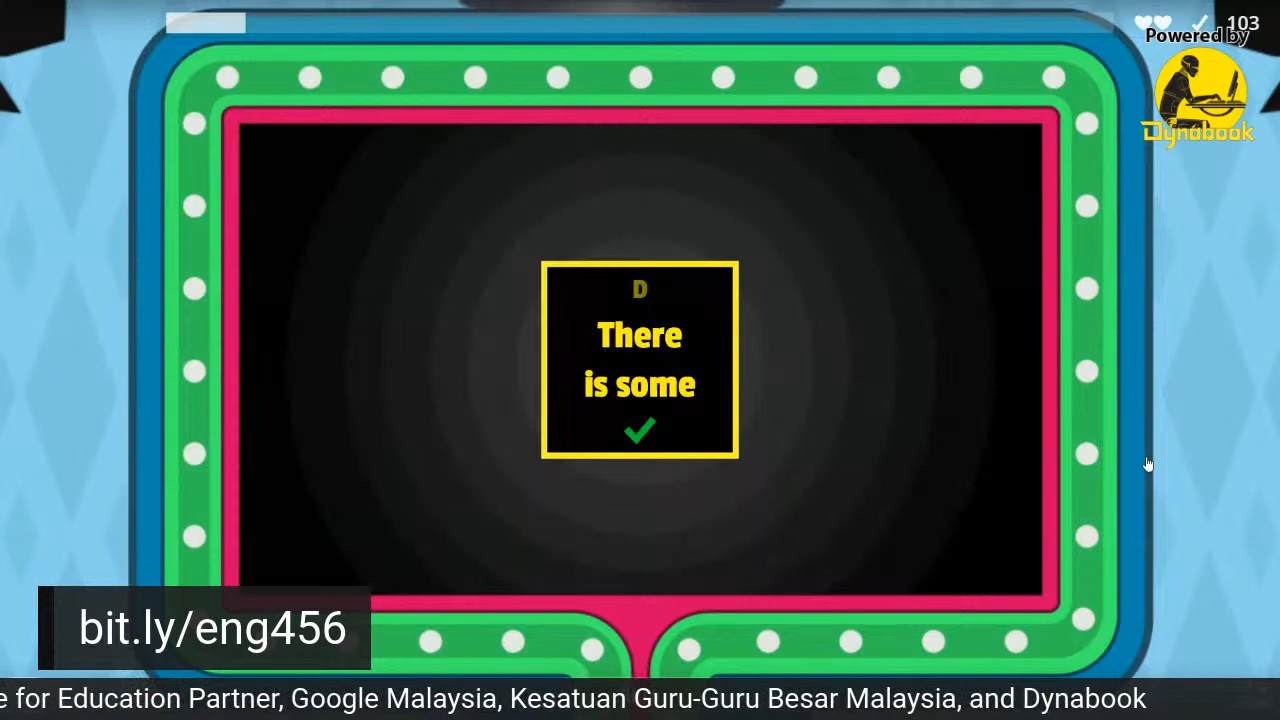 103
Powered by
Dynabook
D
There
is some
bit.ly/eng456
e for Education Partner, Google Malaysia, Kesatuan Guru-Guru Besar Malaysia, and Dynabook